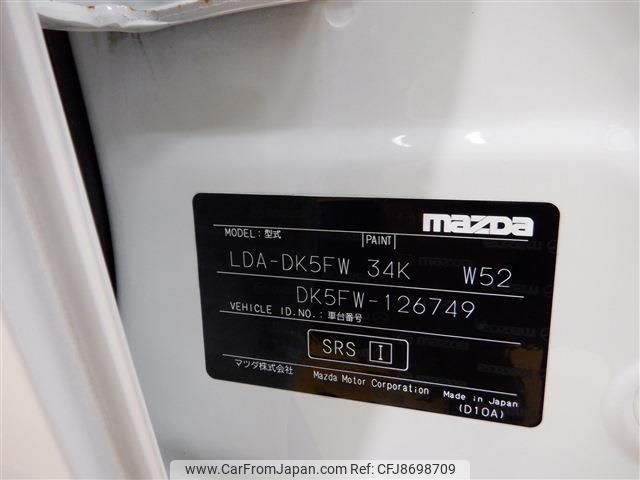 mazda
MODEL: 型式
PAINT
LDA-DK5FW 34K W52
DK5FW-126749
VEHICLE ID.NO.: 車台番号
SRS I
マツダ株式会社 Mazda Motor Corporation Made in Japan
(D10A)
www.CarFromJapan.com CFJ8698709